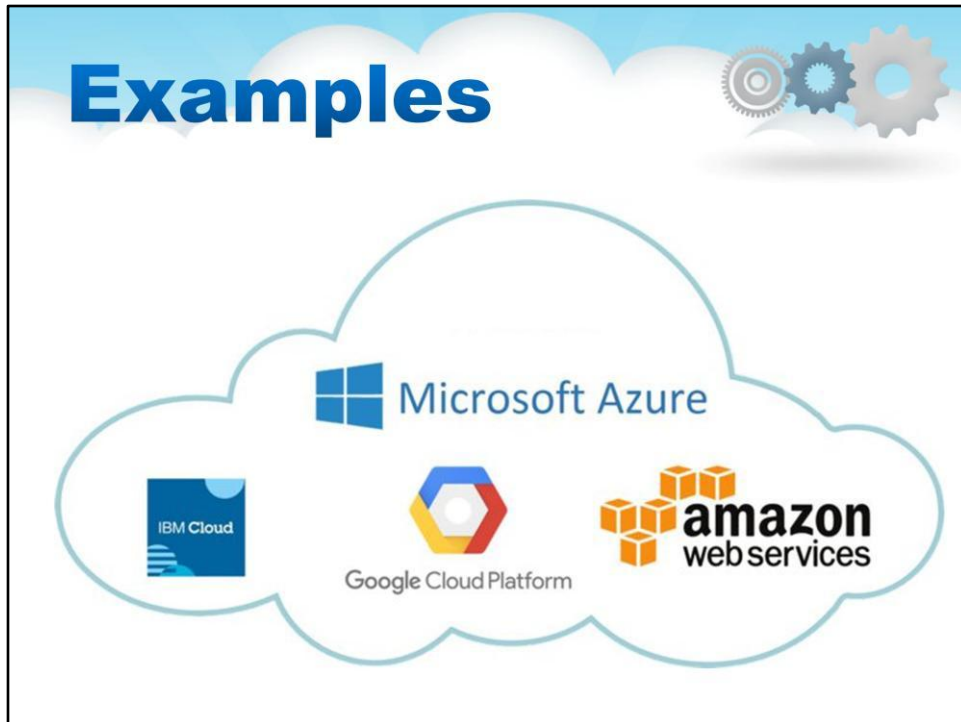 Examples
Microsoft Azure
IBM Cloud
Google Cloud Platform
amazon
web services